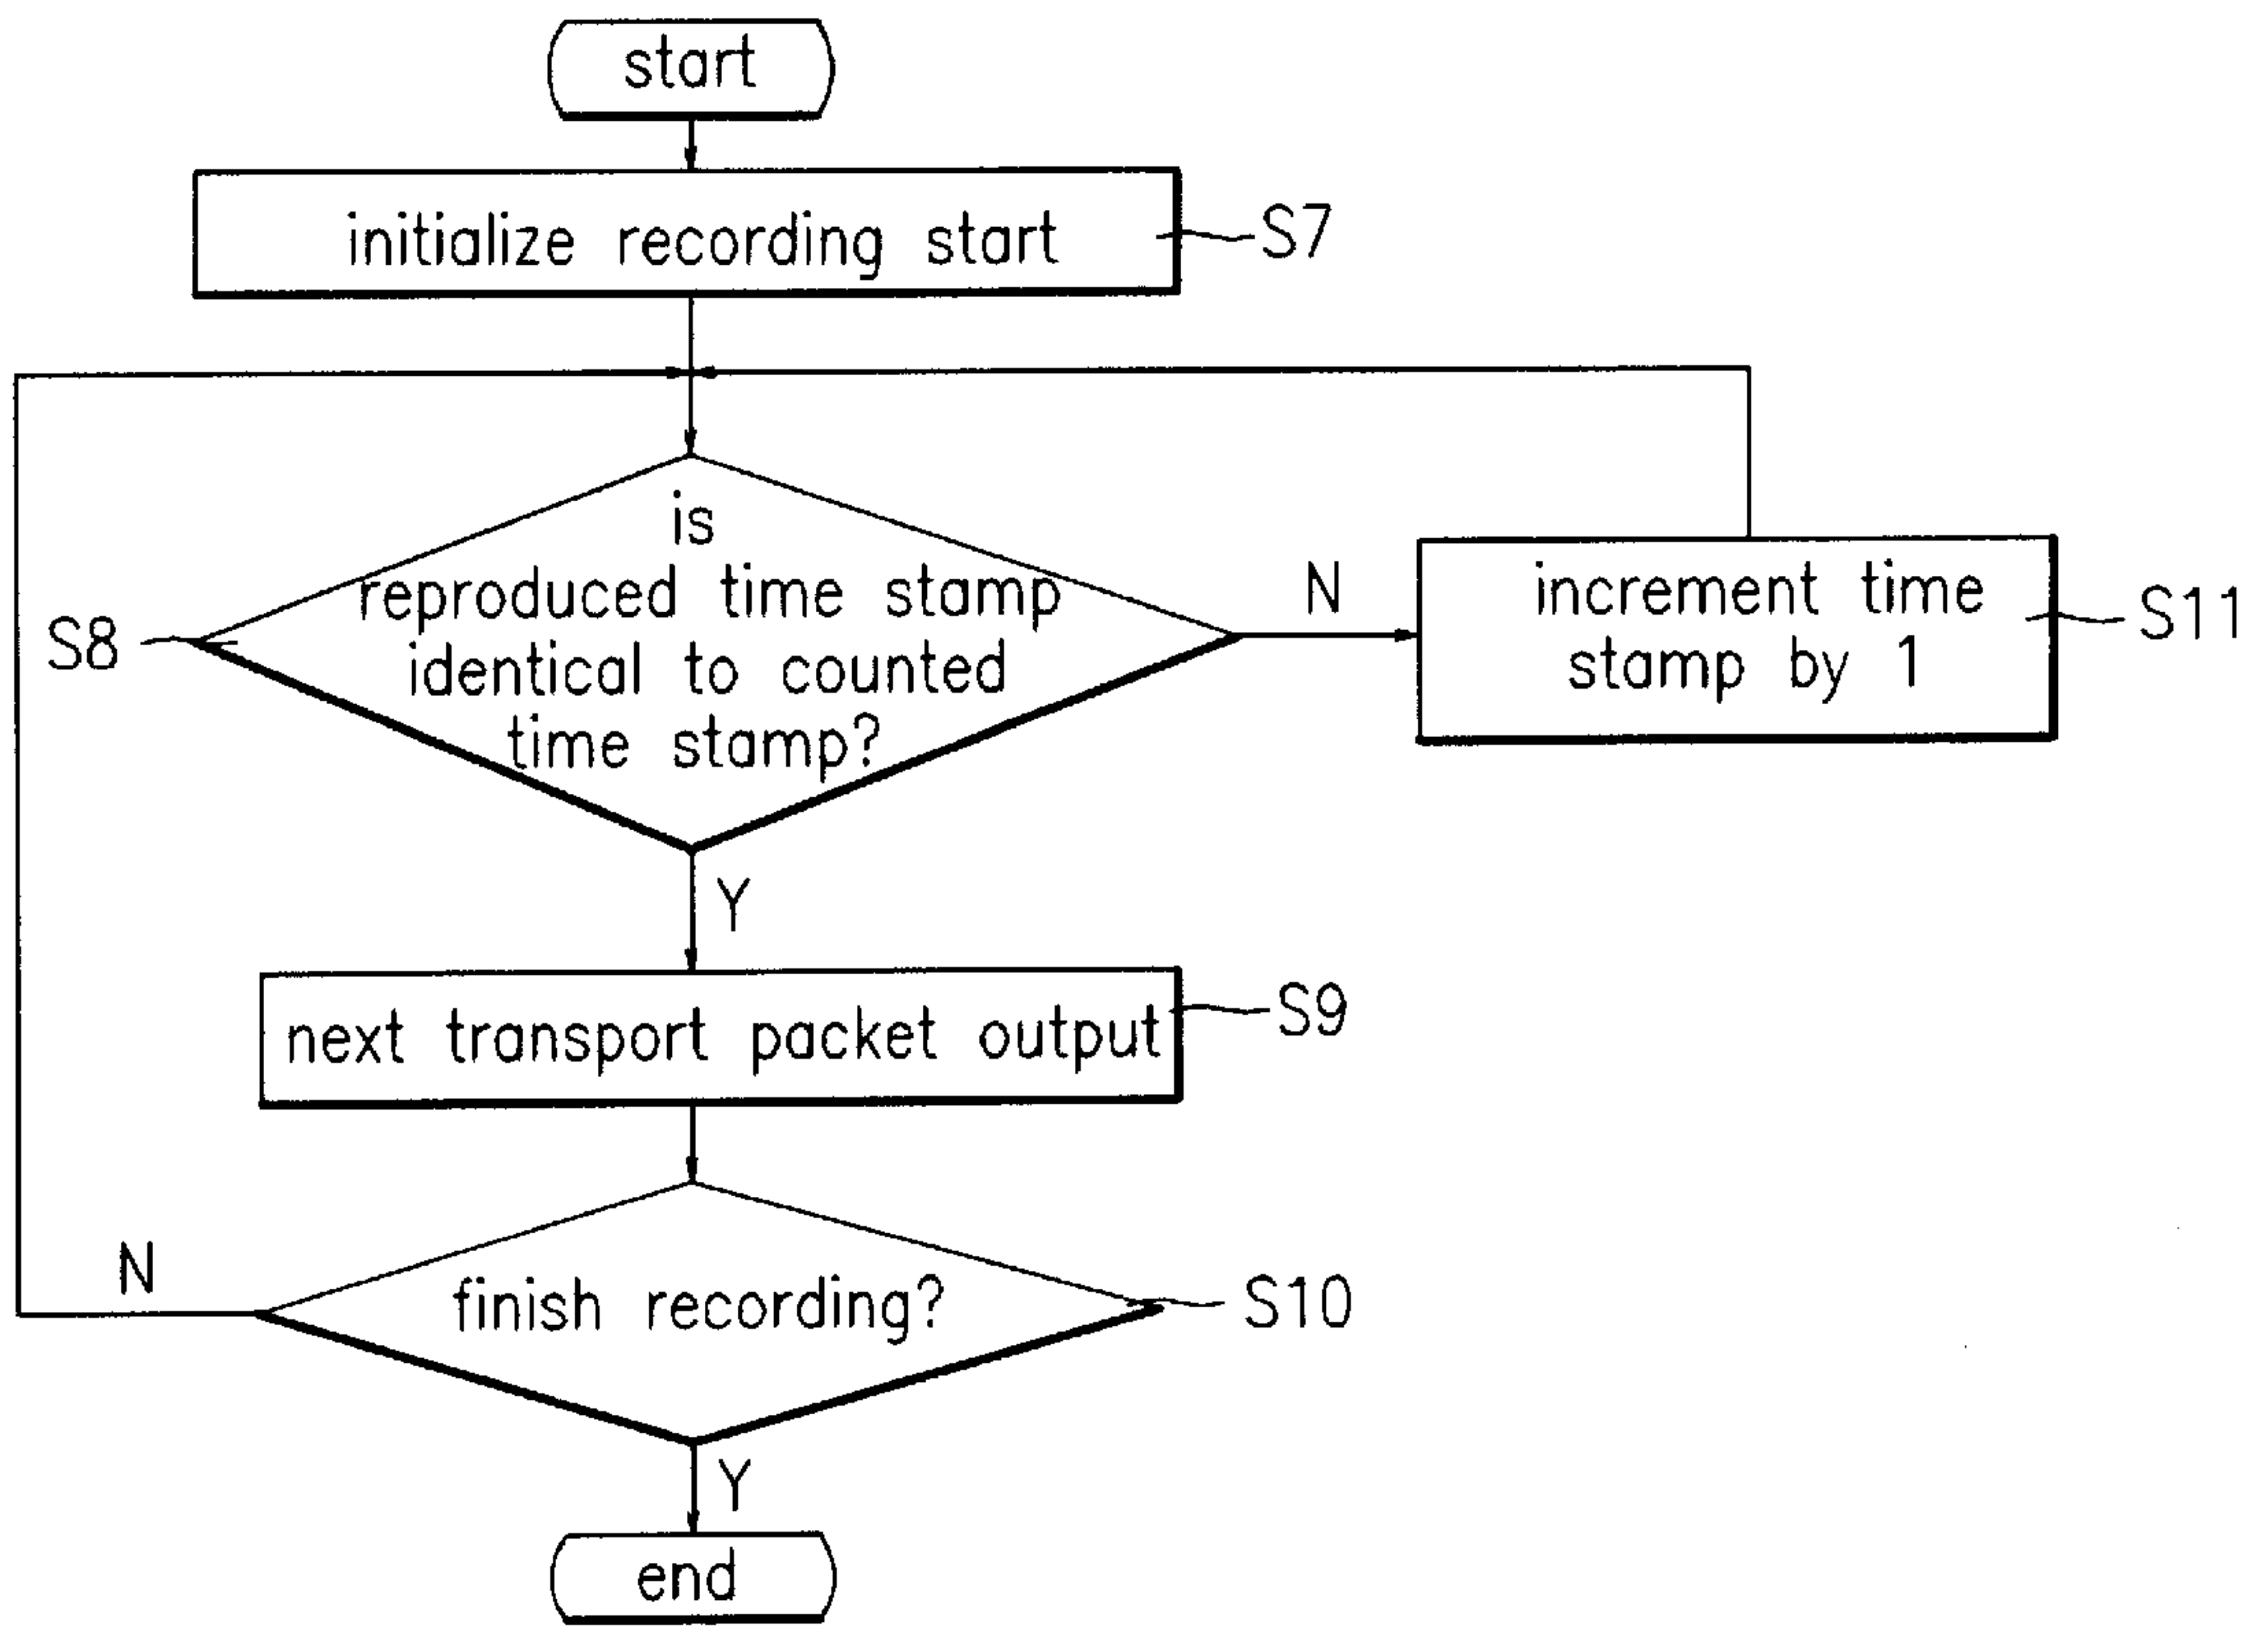 start
initialize recording start
S7
is
reproduced time stamp
identical to counted
time stamp?
S8
N
increment time
stamp by 1
S11
Y
next transport packet output
S9
finish recording?
S10
N
Y
end